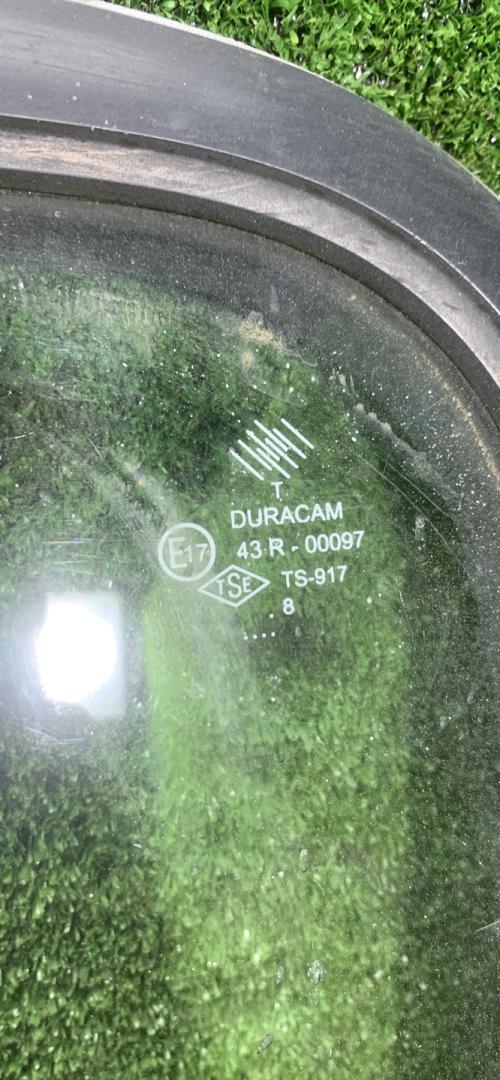 T
DURACAM
E17 43 R - 00097
TSE TS-917
8
....